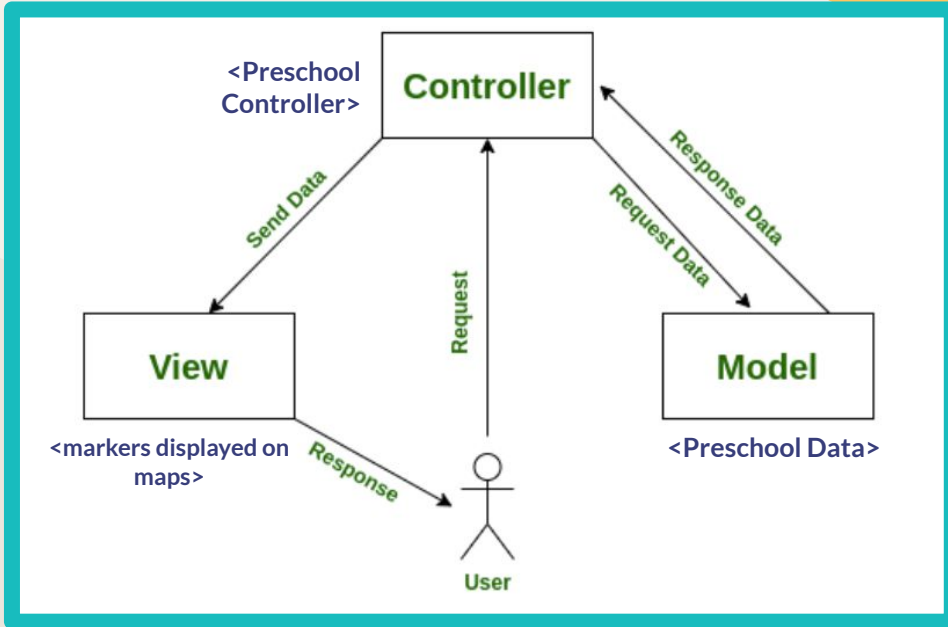 <Preschool
Controller>
Controller
Send Data
Request
Request Data
Response Data
View
Model
<markers displayed on
maps>
Response
<Preschool Data>
User